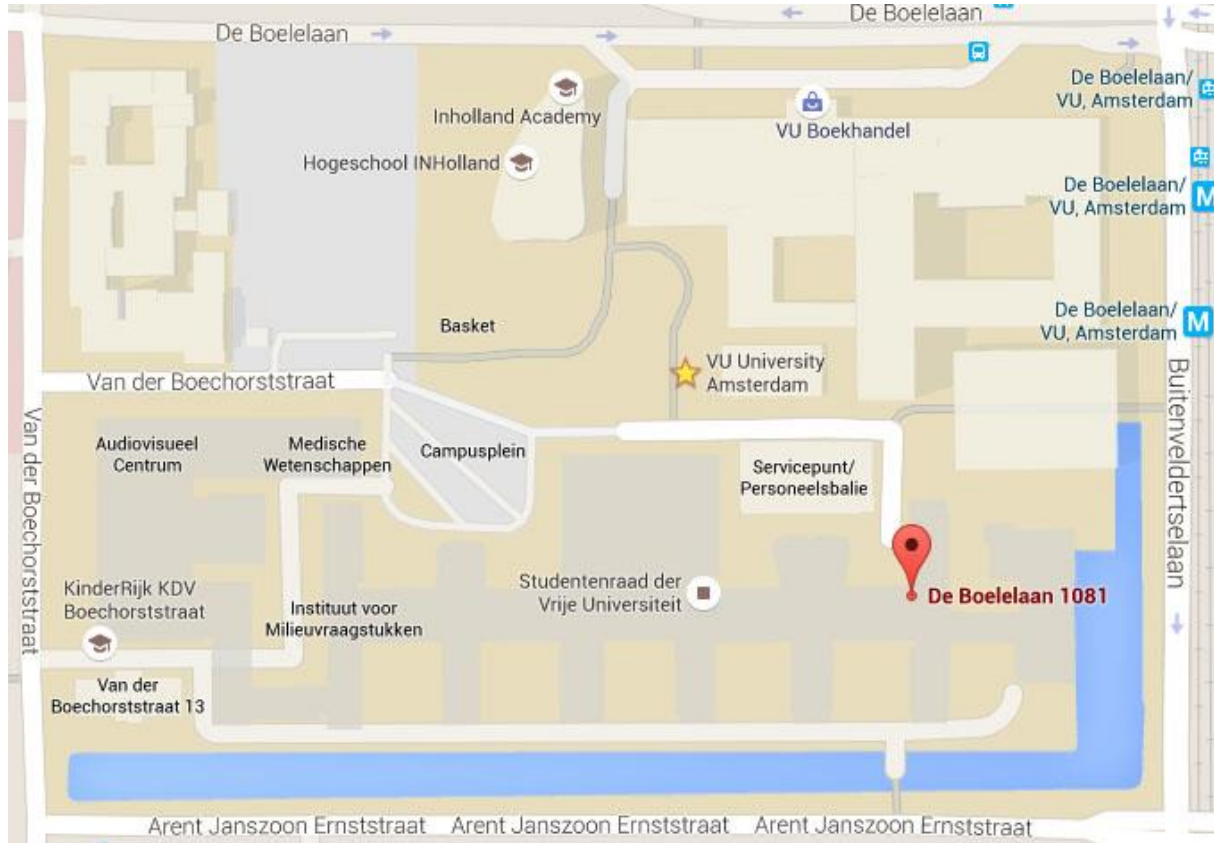 De Boelelaan
De Boelelaan
De Boelelaan/
VU, Amsterdam
Inholland Academy
VU Boekhandel
Hogeschool INHolland
De Boelelaan/
VU, Amsterdam
M
De Boelelaan/
VU, Amsterdam
M
Basket
VU University
Amsterdam
Van der Boechorststraat
Buitenveldertselaan
Van der Boechorststraat
Audiovisueel
Centrum
Medische
Wetenschappen
Campusplein
Servicepunt/
Personeelsbalie
KinderRijk KDV
Boechorststraat
Instituut voor
Milieuvraagstukken
Studentenraad der
Vrije Universiteit
De Boelelaan 1081
Van der
Boechorststraat 13
Arent Janszoon Ernststraat
Arent Janszoon Ernststraat
Arent Janszoon Ernststraat